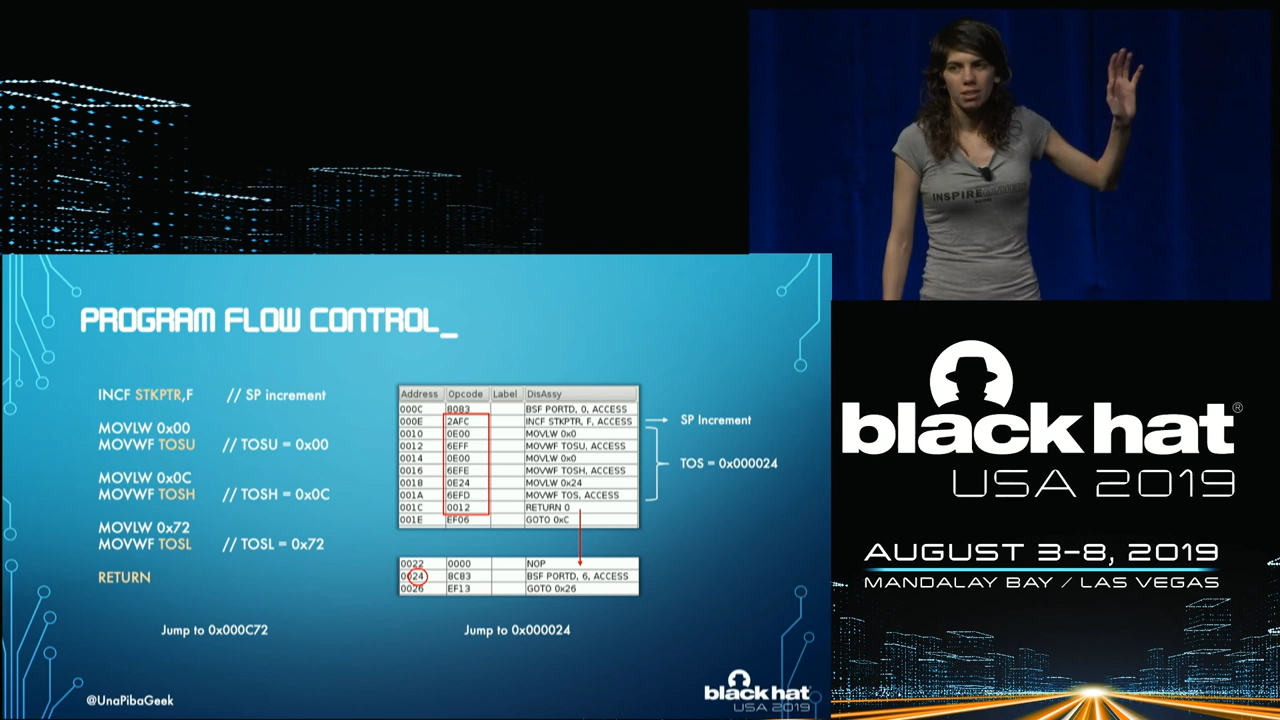 INSPIRE
PROGRAM FLOW CONTROL_
INCF STKPTR,F // SP increment
MOVLW 0x00
MOVWF TOSU // TOSU = 0x00
MOVLW 0x0C
MOVWF TOSH // TOSH = 0x0C
MOVLW 0x72
MOVWF TOSL // TOSL = 0x72
RETURN
Jump to 0x000C72
Address Opcode Label DisAssy
000C 8083 BSF PORTD, 0, ACCESS
000E 2AFC INCF STKPTR, F, ACCESS
0010 0E00 MOVLW 0x0
0012 6EFF MOVWF TOSU, ACCESS
0014 0E00 MOVLW 0x0
0016 6EFE MOVWF TOSH, ACCESS
0018 0E24 MOVLW 0x24
001A 6EFD MOVWF TOS, ACCESS
001C 0012 RETURN 0
001E EF06 GOTO 0xC
SP Increment
TOS = 0x000024
0022 0000 NOP
0024 8C83 BSF PORTD, 6, ACCESS
0026 EF13 GOTO 0x26
Jump to 0x000024
@UnaPibaGeek
black hat
USA 2019
black hat®
USA 2019
AUGUST 3-8, 2019
MANDALAY BAY / LAS VEGAS